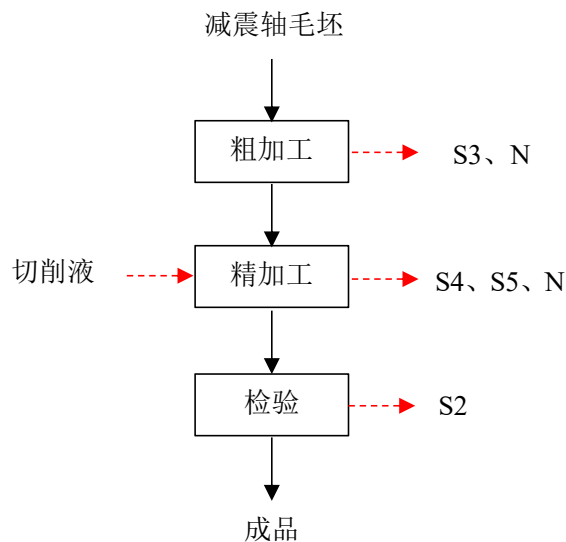 减震轴毛坯
粗加工
S3、N
切削液
精加工
S4、S5、N
检验
S2
成品